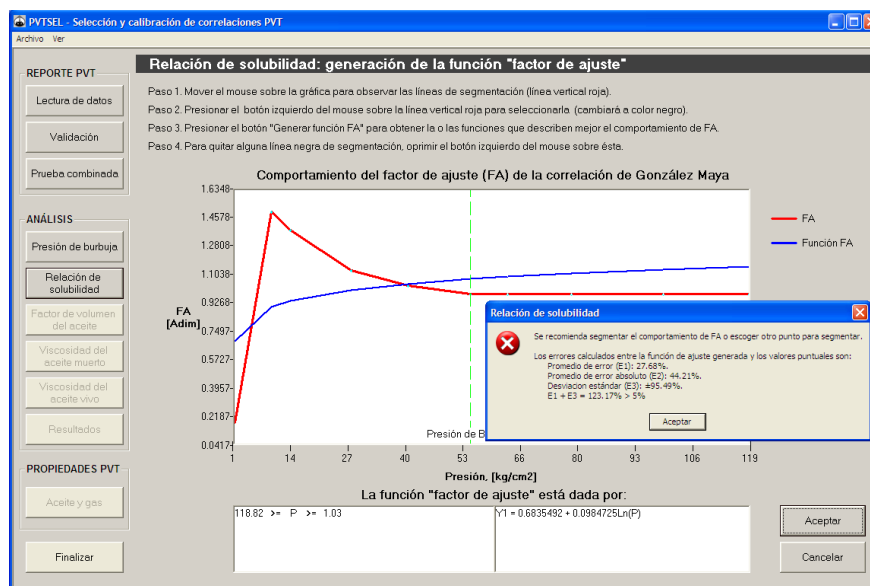 PVTSEL - Selección y calibración de correlaciones PVT
Archivo Ver
REPORTE PVT
Lectura de datos
Validación
Prueba combinada
ANÁLISIS
Presión de burbuja
Relación de
solubilidad
Factor de volumen
del aceite
Viscosidad del
aceite muerto
Viscosidad del
aceite vivo
Resultados
PROPIEDADES PVT
Aceite y gas
Finalizar
Relación de solubilidad: generación de la función "factor de ajuste"
Paso 1. Mover el mouse sobre la gráfica para observar las líneas de segmentación (línea vertical roja).
Paso 2. Presionar el botón izquierdo del mouse sobre la línea vertical roja para seleccionarla (cambiará a color negro).
Paso 3. Presionar el botón "Generar función FA" para obtener la o las funciones que describen mejor el comportamiento de FA.
Paso 4. Para quitar alguna línea negra de segmentación, oprimir el botón izquierdo del mouse sobre ésta.
Comportamiento del factor de ajuste (FA) de la correlación de González Maya
1.6348
1.4578
1.2808
1.1038
0.9268
0.7497
0.5727
0.3957
0.2187
0.0417
FA
[Adim]
1 14 27 40 53 66 80 93 106 119
Presión de B
Presión, [kg/cm2]
FA
Función FA
Relación de solubilidad
Se recomienda segmentar el comportamiento de FA o escoger otro punto para segmentar.
Los errores calculados entre la función de ajuste generada y los valores puntuales son:
Promedio de error (E1): 27.68%.
Promedio de error absoluto (E2): 44.21%.
Desviacion estándar (E3): ±95.49%.
E1 + E3 = 123.17% > 5%
Aceptar
La función "factor de ajuste" está dada por:
118.82 >= P >= 1.03
Y1 = 0.6835492 + 0.0984725Ln(P)
Aceptar
Cancelar